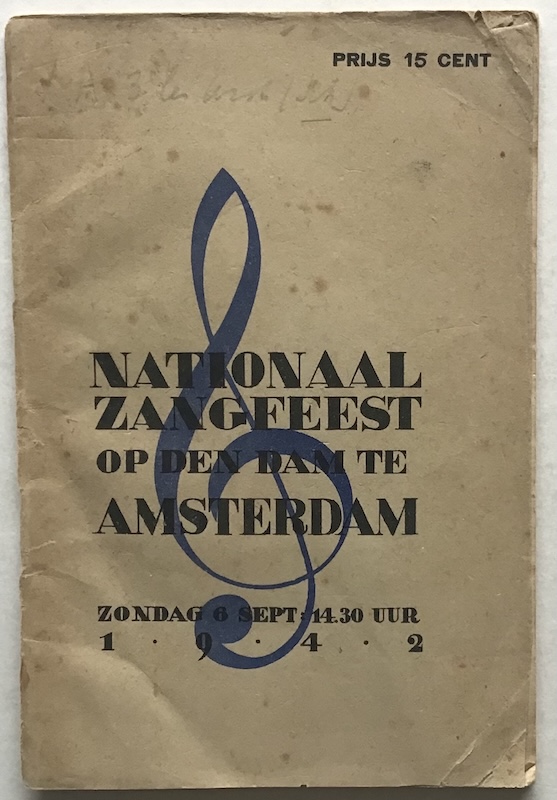 PRIJS 15 CENT
NATIONAAL
ZANGFEEST
OP DEN DAM TE
AMSTERDAM
ZONDAG 6 SEPT: 14.30 UUR
1 · 9 · 4 · 2